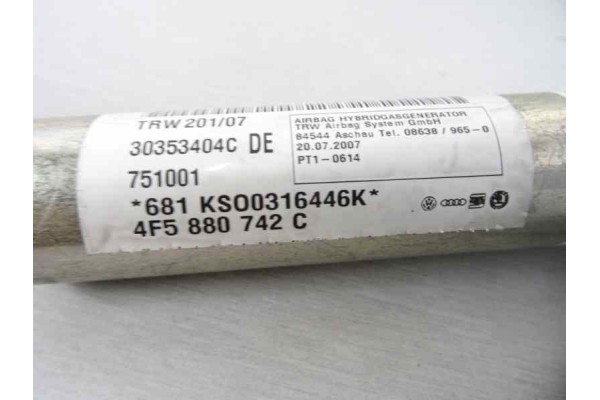 TRW 201/07
30353404C DE
751001
*681 KSO0316446K*
4F5 880 742 C
AIRBAG HYBRIDGASGENERATOR
TRW Airbag System GmbH
84544 Aschau Tel. 08638 / 965-0
20.07.2007
PT1-0614